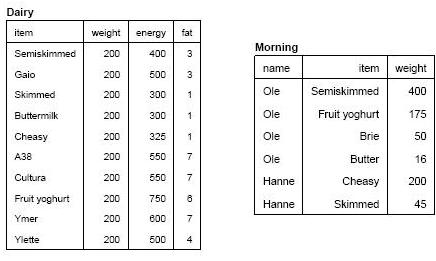 Dairy
item weight energy fat
Semiskimmed 200 400 3
Gaio 200 500 3
Skimmed 200 300 1
Buttermilk 200 300 1
Cheasy 200 325 1
A38 200 550 7
Cultura 200 550 7
Fruit yoghurt 200 750 6
Ymer 200 600 7
Ylette 200 500 4
Morning
name item weight
Ole Semiskimmed 400
Ole Fruit yoghurt 175
Ole Brie 50
Ole Butter 16
Hanne Cheasy 200
Hanne Skimmed 45